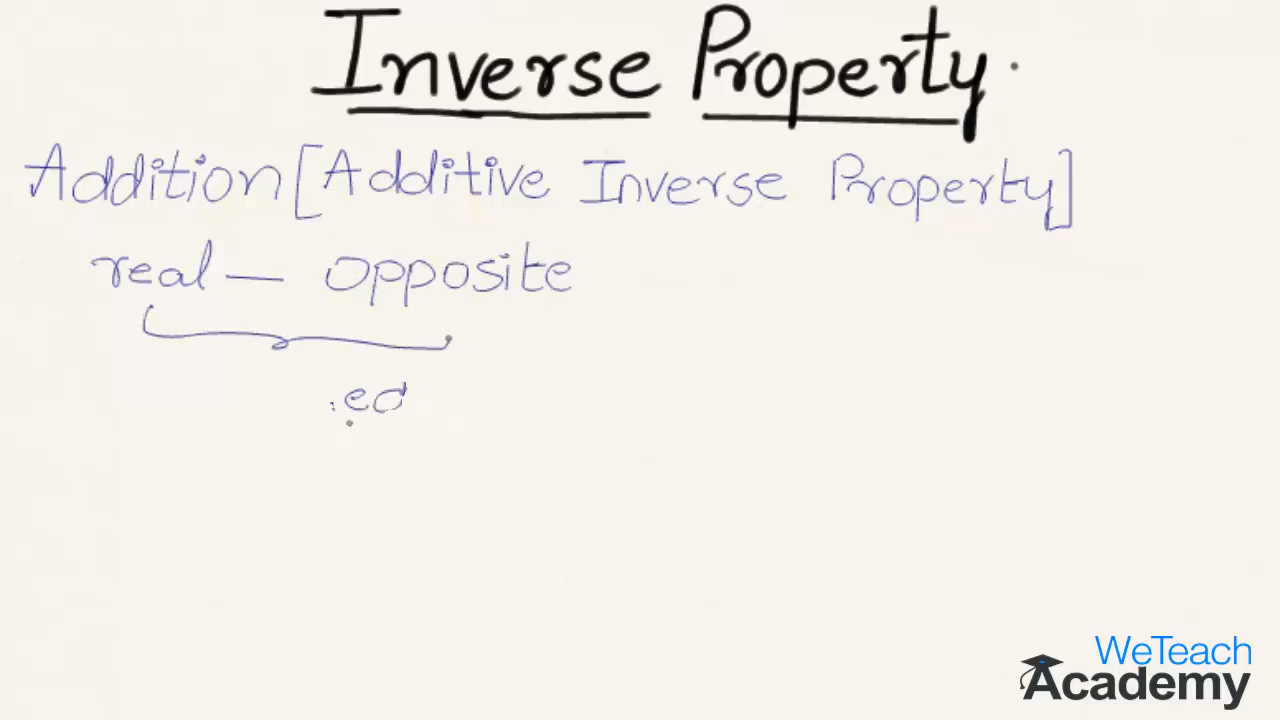 Inverse Property.
Addition [Additive Inverse Property]
real — opposite
WeTeach
Academy